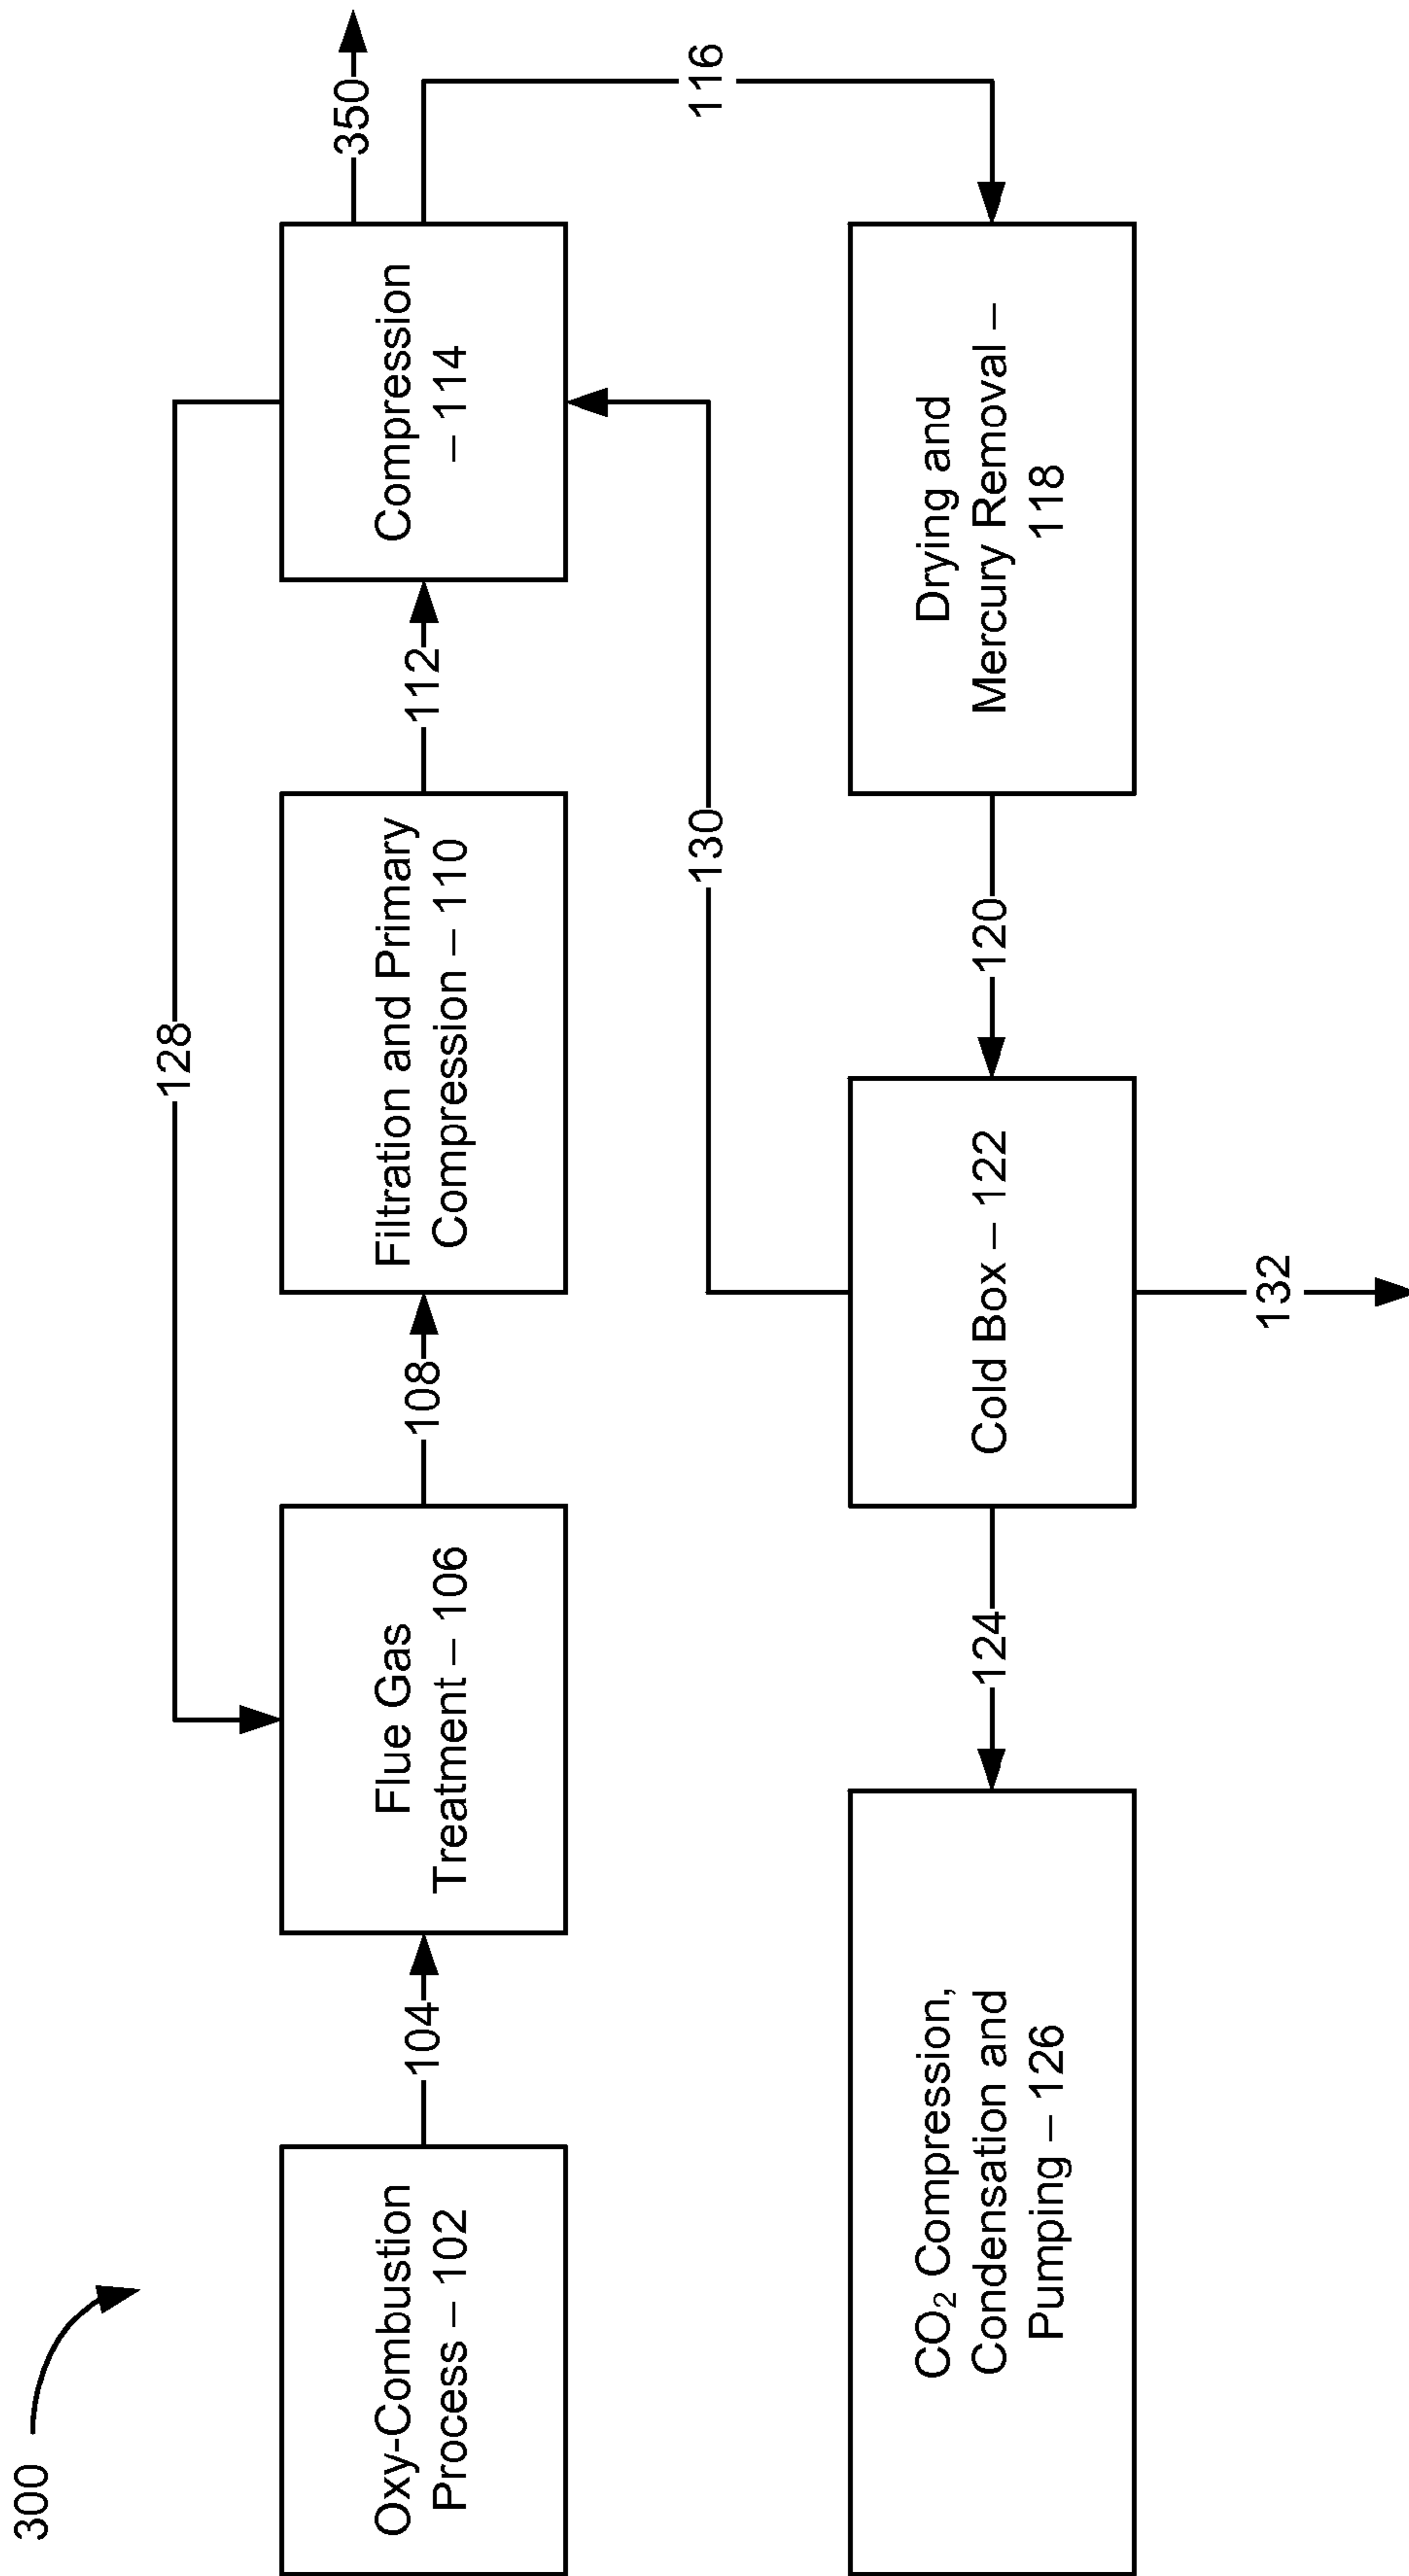 300
128
350
Oxy-Combustion
Process – 102
104
Flue Gas
Treatment – 106
108
Filtration and Primary
Compression – 110
112
Compression
– 114
116
130
CO₂ Compression,
Condensation and
Pumping – 126
124
Cold Box – 122
120
Drying and
Mercury Removal –
118
132